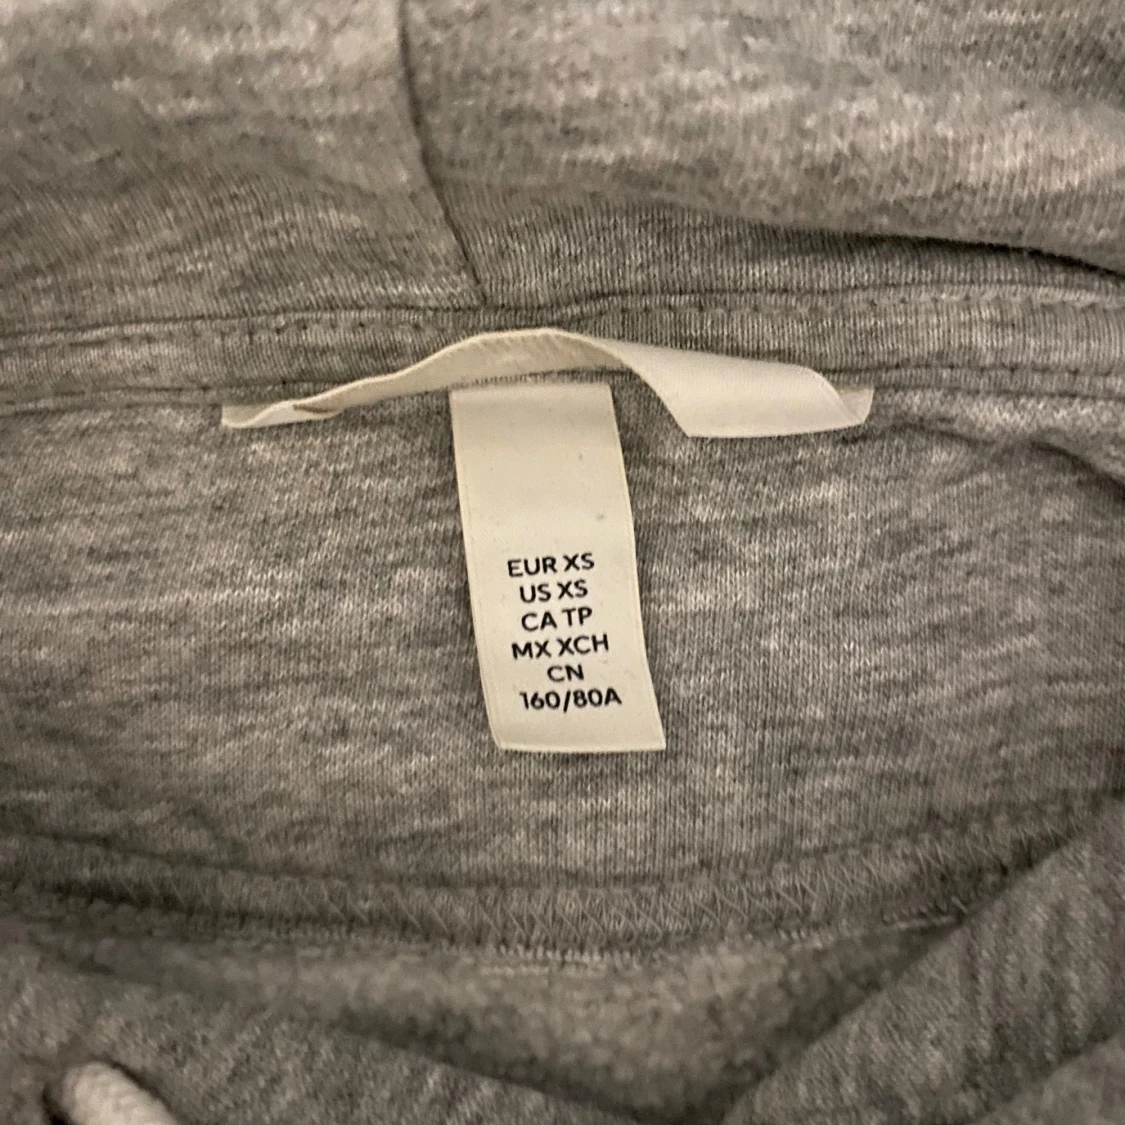 EUR XS
US XS
CA TP
MX XCH
CN
160/80A